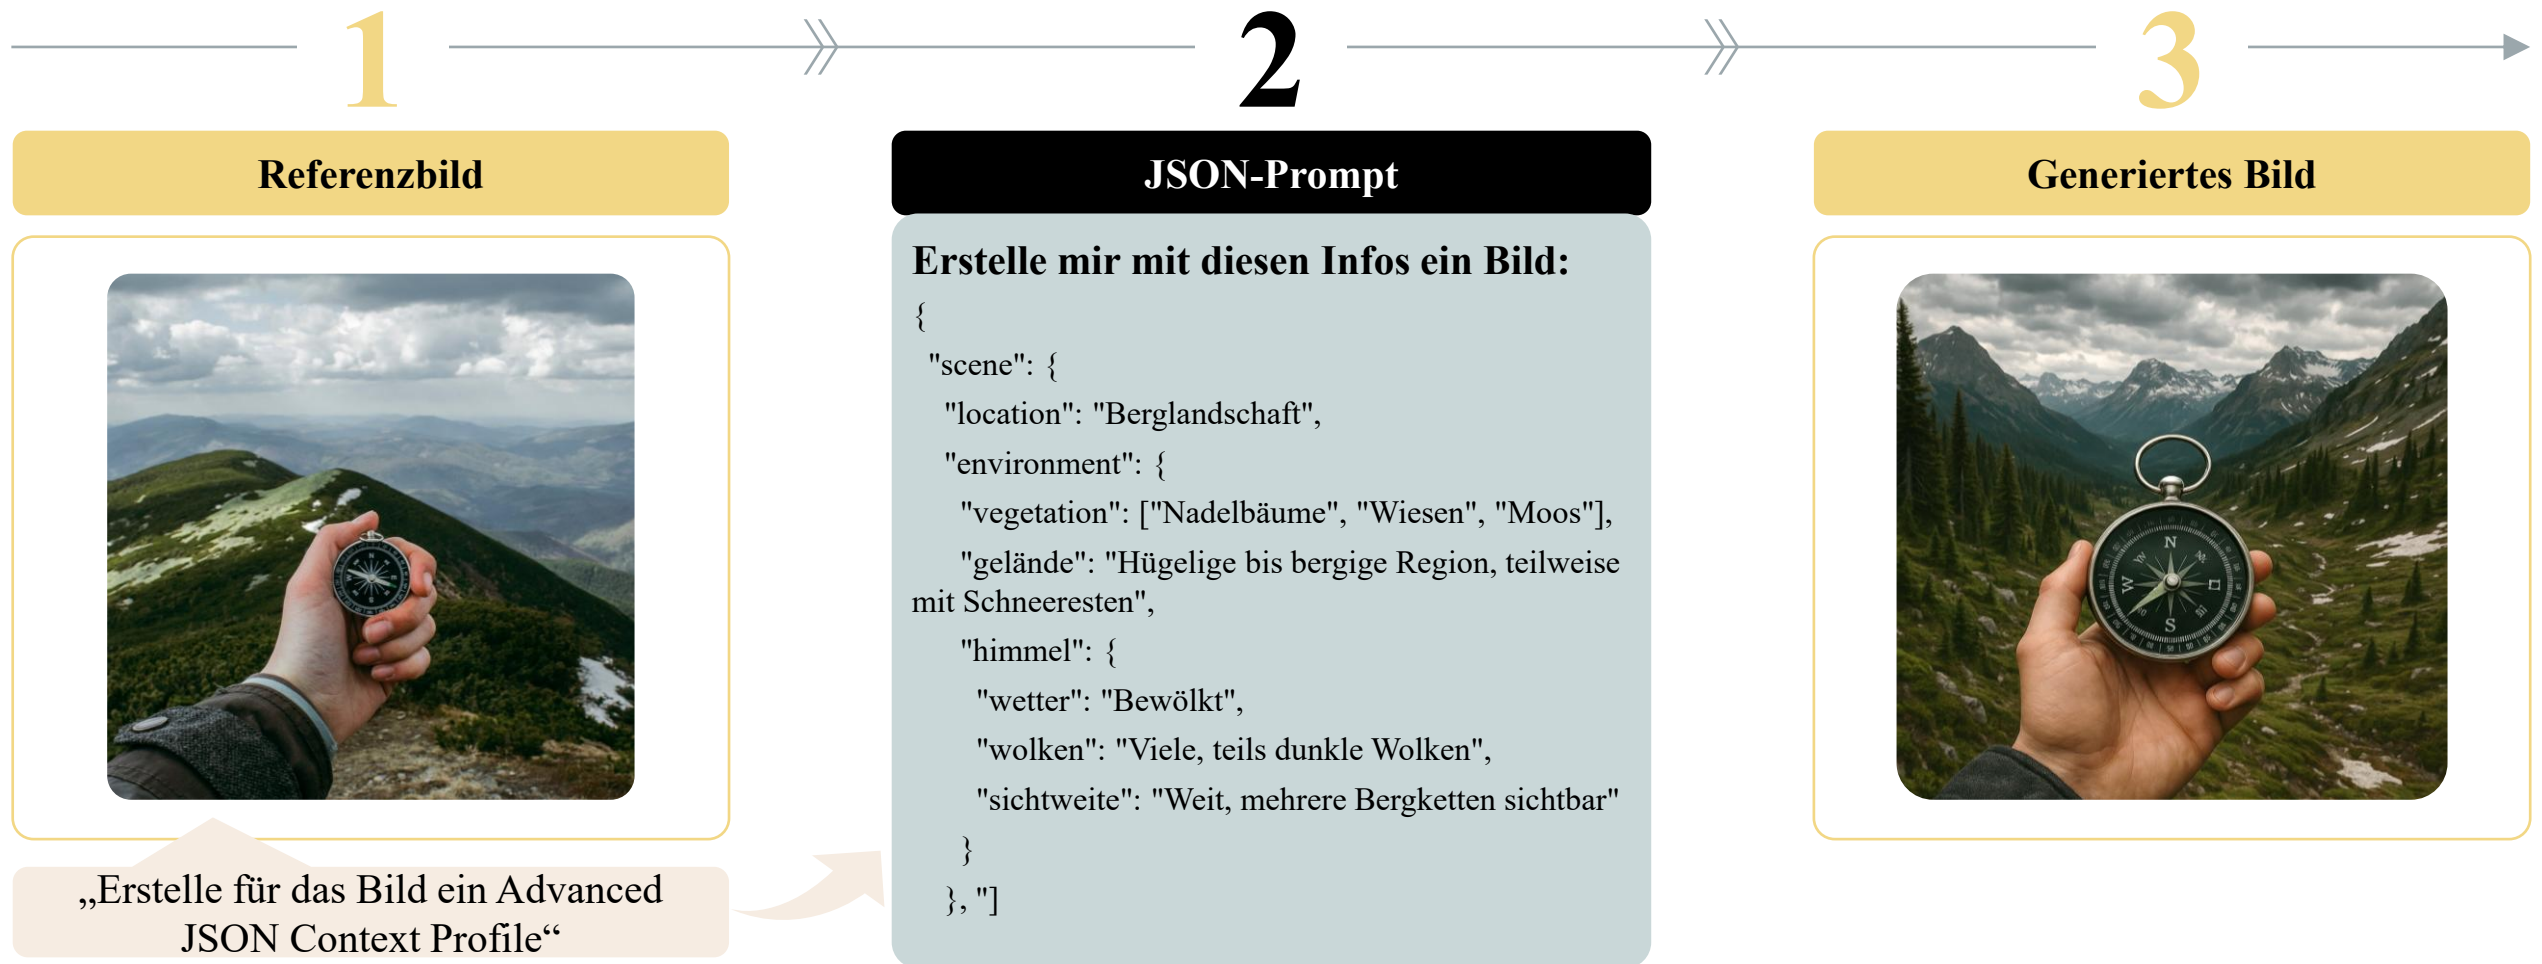 1
2
3
Referenzbild
„Erstelle für das Bild ein Advanced
JSON Context Profile“
JSON-Prompt
Erstelle mir mit diesen Infos ein Bild:
{
"scene": {
"location": "Berglandschaft",
"environment": {
"vegetation": ["Nadelbäume", "Wiesen", "Moos"],
"gelände": "Hügelige bis bergige Region, teilweise
mit Schneeresten",
"himmel": {
"wetter": "Bewölkt",
"wolken": "Viele, teils dunkle Wolken",
"sichtweite": "Weit, mehrere Bergketten sichtbar"
}
}, "]
Generiertes Bild
N
W
W
S